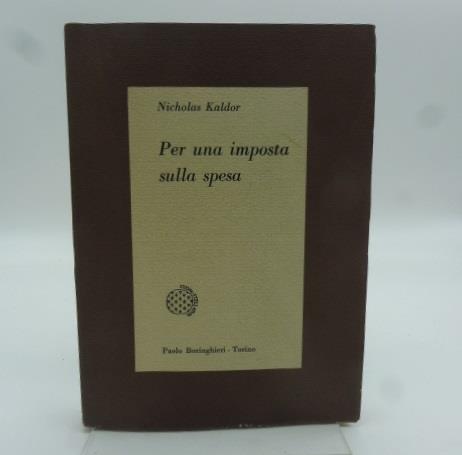 Nicholas Kaldor
Per una imposta
sulla spesa
Paolo Boringhieri - Torino